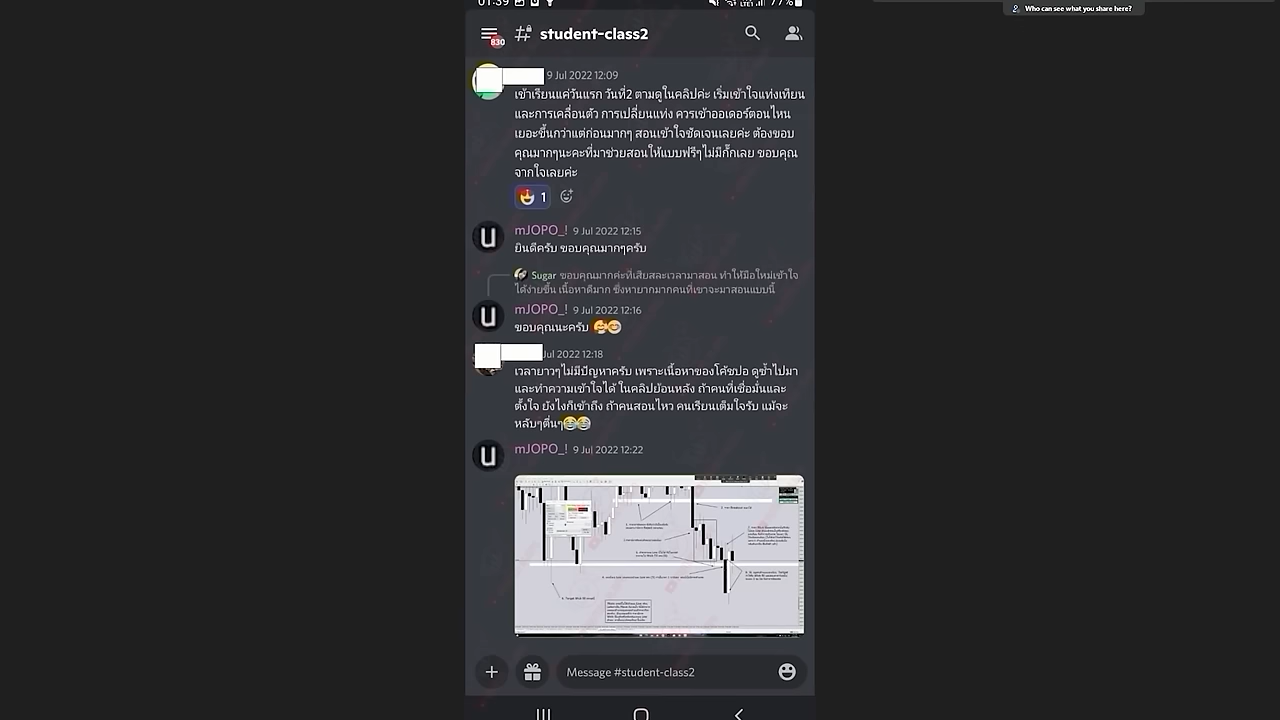 01:39
77%
Who can see what you share here?
830
student-class2
9 Jul 2022 12:09
เข้าเรียนแค่วันแรก วันที่2 ตามดูในคลิปค่ะ เริ่มเข้าใจแท่งเทียน
และการเคลื่อนตัว การเปลี่ยนแท่ง ควรเข้าออเดอร์ตอนไหน
เยอะขึ้นกว่าแต่ก่อนมากๆ สอนเข้าใจชัดเจนเลยค่ะ ต้องขอบ
คุณมากๆนะคะที่มาช่วยสอนให้แบบฟรีๆไม่มีกั๊กเลย ขอบคุณ
จากใจเลยค่ะ
1
mJOPO_! 9 Jul 2022 12:15
ยินดีครับ ขอบคุณมากๆครับ
Sugar ขอบคุณมากค่ะที่เสียสละเวลามาสอน ทำให้มือใหม่เข้าใจ
ได้ง่ายขึ้น เนื้อหาดีมาก ซึ่งหายากมากคนที่เขาจะมาสอนแบบนี้
mJOPO_! 9 Jul 2022 12:16
ขอบคุณนะครับ
Jul 2022 12:18
เวลายาวๆไม่มีปัญหาครับ เพราะเนื้อหาของโค้ชปอ ดูซ้ำไปมา
และทำความเข้าใจได้ ในคลิปย้อนหลัง ถ้าคนที่เชื่อมั่นและ
ตั้งใจ ยังไงก็เข้าถึง ถ้าคนสอนไหว คนเรียนเต็มใจรับ แม้จะ
หลับๆตื่นๆ
mJOPO_! 9 Jul 2022 12:22
Message #student-class2